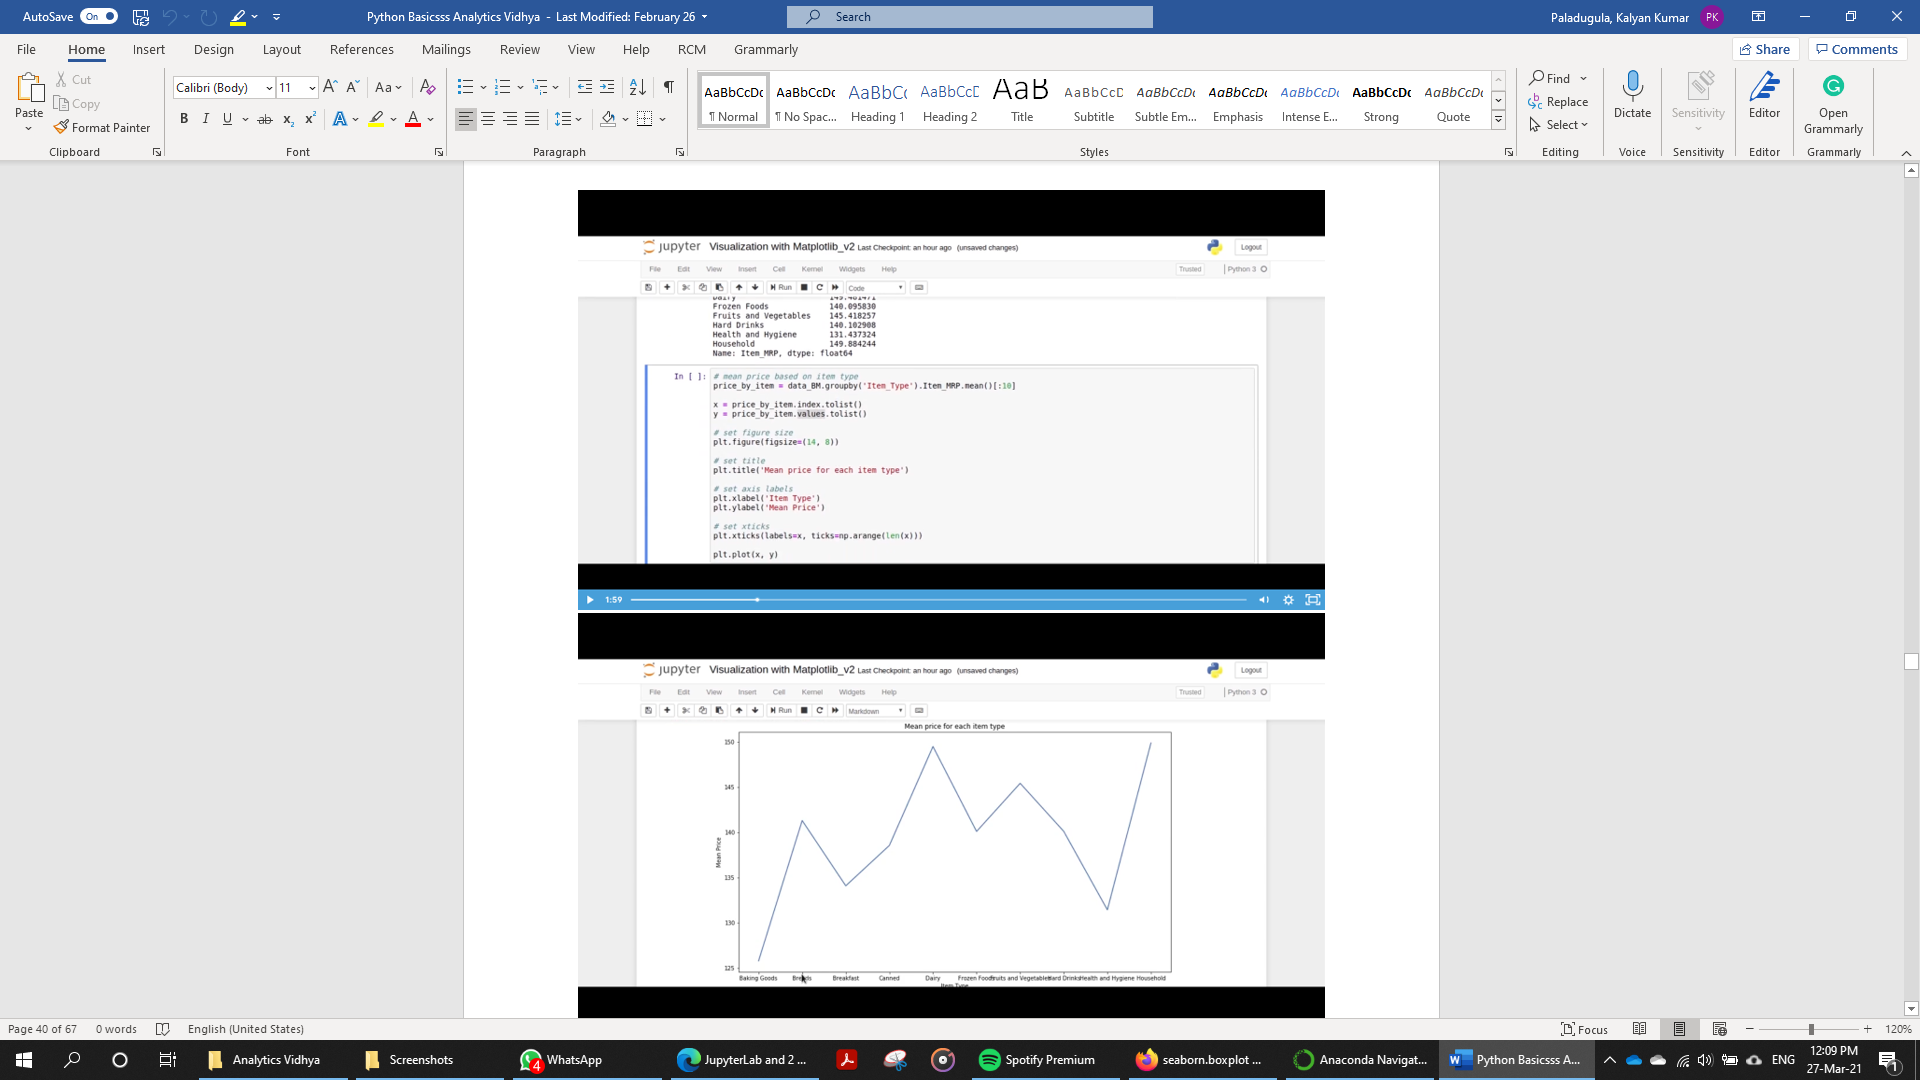 AutoSave On Python Basicsss Analytics Vidhya - Last Modified: February 26 Search Paladugula, Kalyan Kumar PK
File Home Insert Design Layout References Mailings Review View Help RCM Grammarly Share Comments
Paste Cut Copy Format Painter
Calibri (Body) 11
AaBbCcDc AaBbCcDc AaBbCc AaBbCcD AaB AaBbCcD AaBbCcDc AaBbCcDc AaBbCcDc AaBbCcDc AaBbCcDc
¶ Normal ¶ No Spac... Heading 1 Heading 2 Title Subtitle Subtle Em... Emphasis Intense E... Strong Quote
Find Replace Select
Dictate Sensitivity Editor Open Grammarly
Clipboard Font Paragraph Styles Editing Voice Sensitivity Editor Grammarly
jupyter Visualization with Matplotlib_v2 Last Checkpoint: an hour ago (unsaved changes) Logout
File Edit View Insert Cell Kernel Widgets Help Trusted Python 3
Run Code
Dairy 149.481471
Frozen Foods 140.095830
Fruits and Vegetables 145.418257
Hard Drinks 140.102908
Health and Hygiene 131.437324
Household 149.884244
Name: Item_MRP, dtype: float64
In [ ]: # mean price based on item type
price_by_item = data_BM.groupby('Item_Type').Item_MRP.mean()[:10]
x = price_by_item.index.tolist()
y = price_by_item.values.tolist()
# set figure size
plt.figure(figsize=(14, 8))
# set title
plt.title('Mean price for each item type')
# set axis labels
plt.xlabel('Item Type')
plt.ylabel('Mean Price')
# set xticks
plt.xticks(labels=x, ticks=np.arange(len(x)))
plt.plot(x, y)
1:59
jupyter Visualization with Matplotlib_v2 Last Checkpoint: an hour ago (unsaved changes) Logout
File Edit View Insert Cell Kernel Widgets Help Trusted Python 3
Run Markdown
Mean price for each item type
150
145
140
Mean Price
135
130
125
Baking Goods Breads Breakfast Canned Dairy Frozen Foods Fruits and Vegetables Hard Drinks Health and Hygiene Household
Item Type
Page 40 of 67 0 words English (United States) Focus 120%
Analytics Vidhya Screenshots 4 WhatsApp JupyterLab and 2 ... Spotify Premium seaborn.boxplot ... Anaconda Navigat... Python Basicsss A... ENG 12:09 PM
27-Mar-21 1